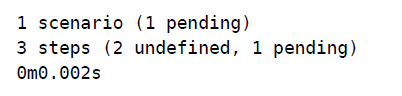 1 scenario (1 pending)
3 steps (2 undefined, 1 pending)
0m0.002s